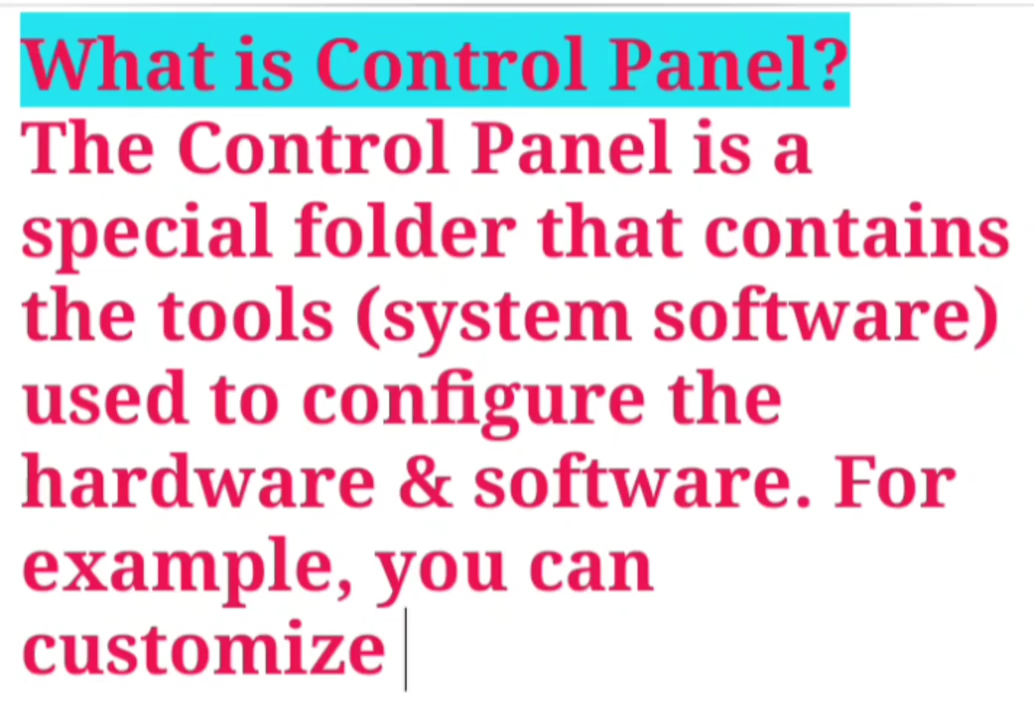 What is Control Panel?
The Control Panel is a
special folder that contains
the tools (system software)
used to configure the
hardware & software. For
example, you can
customize